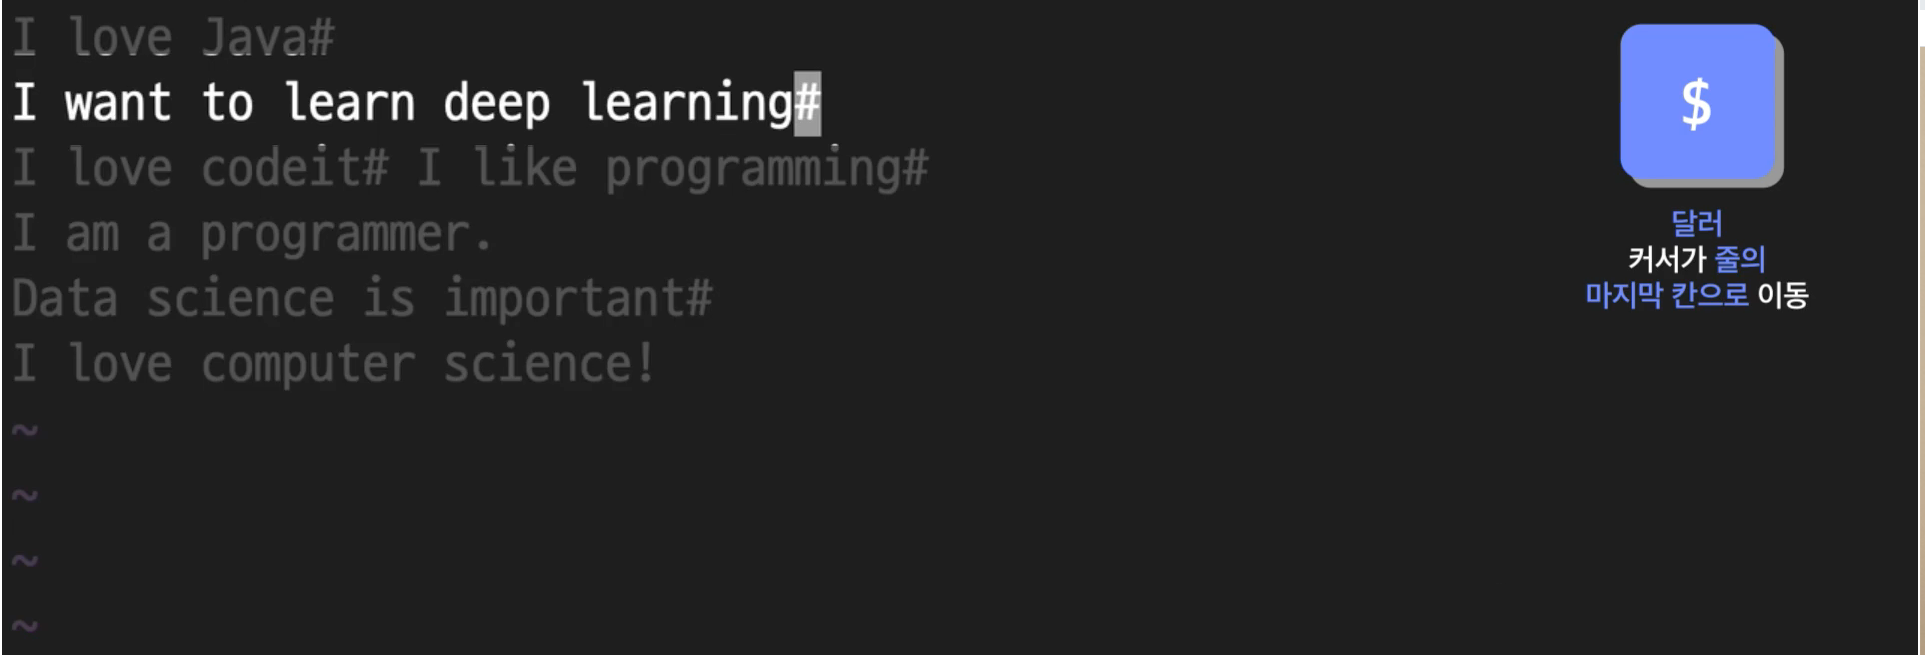 I love Java#
I want to learn deep learning#
I love codeit# I like programming#
I am a programmer.
Data science is important#
I love computer science!
~
~
~
~
$
달러
커서가 줄의
마지막 칸으로 이동